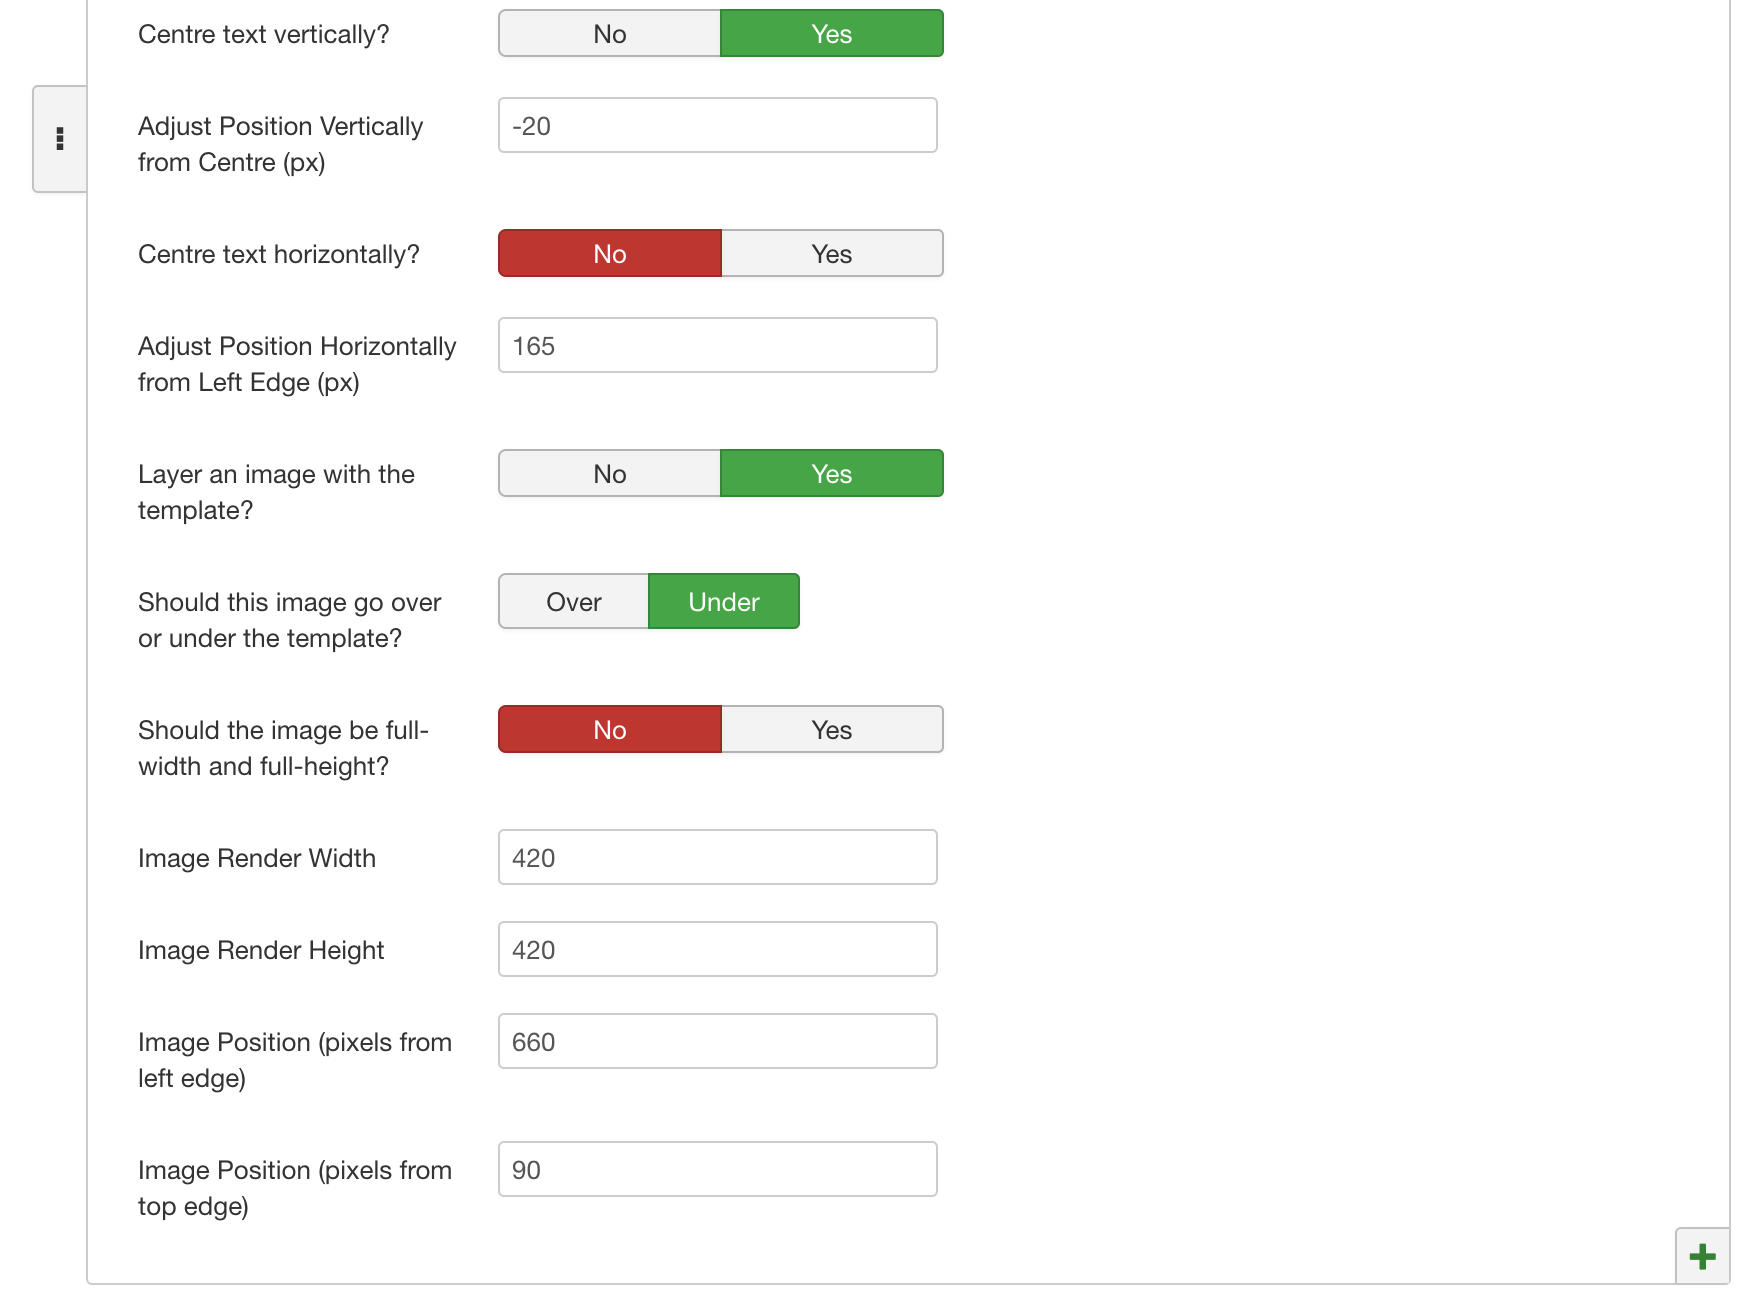 Centre text vertically?
No
Yes
Adjust Position Vertically
from Centre (px)
-20
Centre text horizontally?
No
Yes
Adjust Position Horizontally
from Left Edge (px)
165
Layer an image with the
template?
No
Yes
Should this image go over
or under the template?
Over
Under
Should the image be full-
width and full-height?
No
Yes
Image Render Width
420
Image Render Height
420
Image Position (pixels from
left edge)
660
Image Position (pixels from
top edge)
90